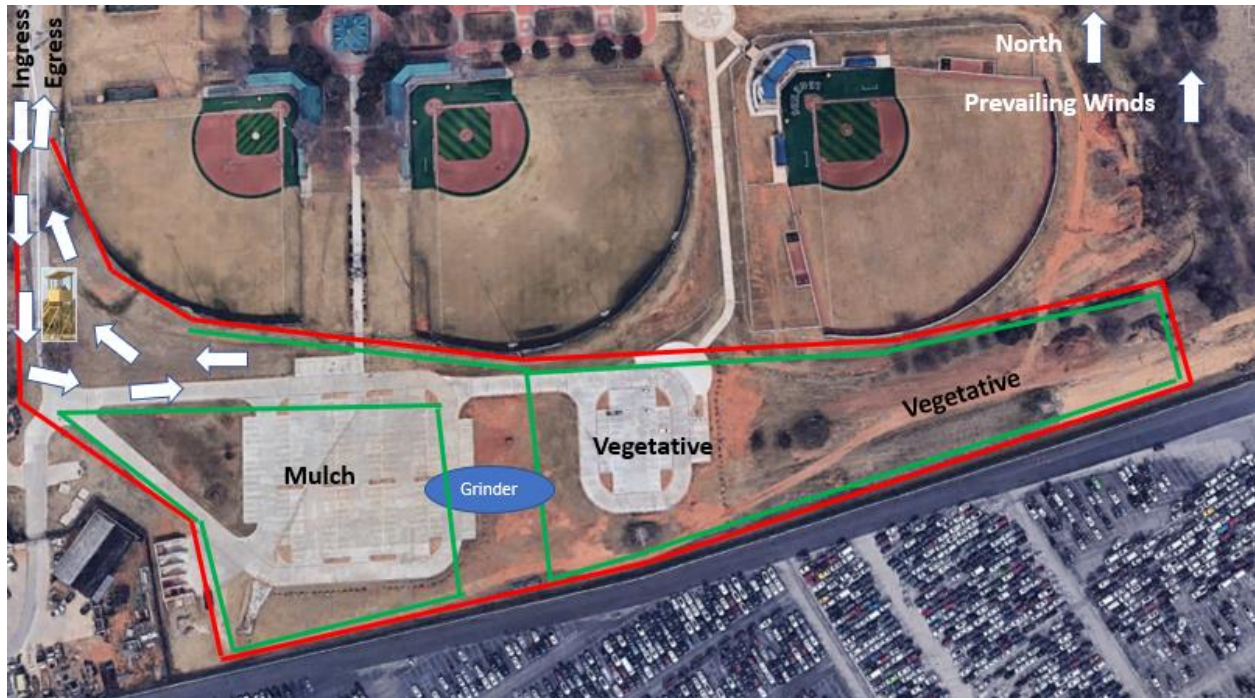 Ingress
Egress
North
Prevailing Winds
Vegetative
Vegetative
Mulch
Grinder